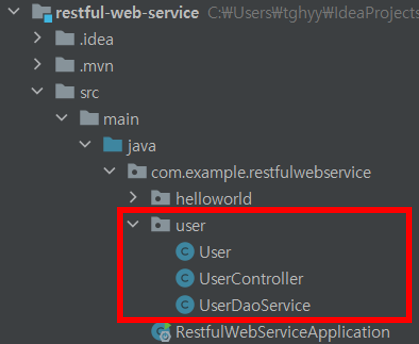 restful-web-service C:₩Users₩tghyy₩IdeaProjects
.idea
.mvn
src
main
java
com.example.restfulwebservice
helloworld
user
User
UserController
UserDaoService
RestfulWebServiceApplication